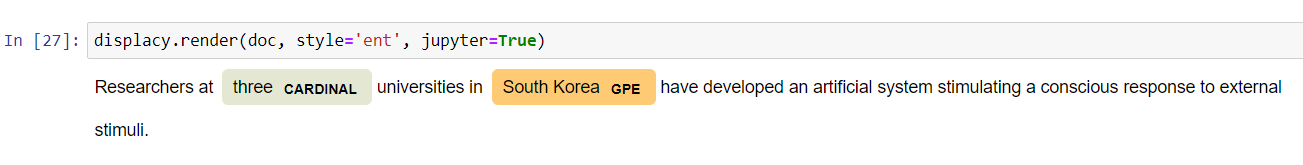 In [27]: displacy.render(doc, style='ent', jupyter=True)
Researchers at three CARDINAL universities in South Korea GPE have developed an artificial system stimulating a conscious response to external
stimuli.